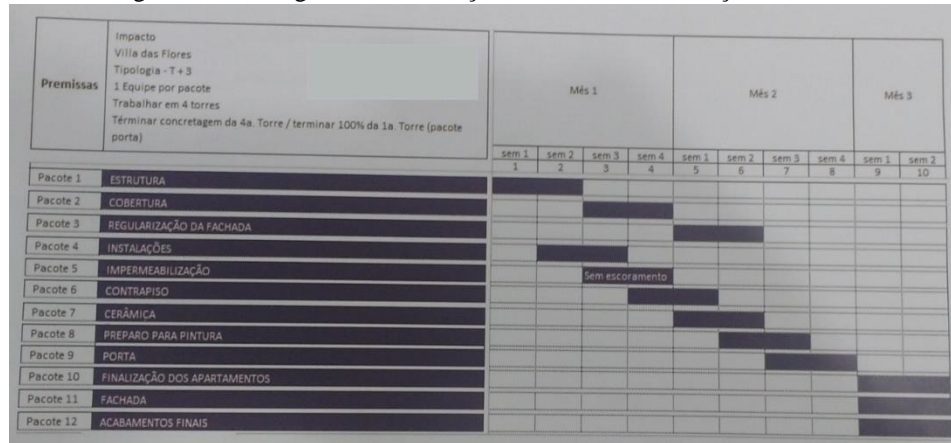 Premissas
Impacto
Villa das Flores
Tipologia - T + 3
1 Equipe por pacote
Trabalhar em 4 torres
Términar concretagem da 4a. Torre / terminar 100% da 1a. Torre (pacote
porta)
Mês 1 Mês 2 Mês 3
sem 1 sem 2 sem 3 sem 4 sem 1 sem 2 sem 3 sem 4 sem 1 sem 2
1 2 3 4 5 6 7 8 9 10
Pacote 1 ESTRUTURA
Pacote 2 COBERTURA
Pacote 3 REGULARIZAÇÃO DA FACHADA
Pacote 4 INSTALAÇÕES
Pacote 5 IMPERMEABILIZAÇÃO Sem escoramento
Pacote 6 CONTRAPISO
Pacote 7 CERÂMICA
Pacote 8 PREPARO PARA PINTURA
Pacote 9 PORTA
Pacote 10 FINALIZAÇÃO DOS APARTAMENTOS
Pacote 11 FACHADA
Pacote 12 ACABAMENTOS FINAIS